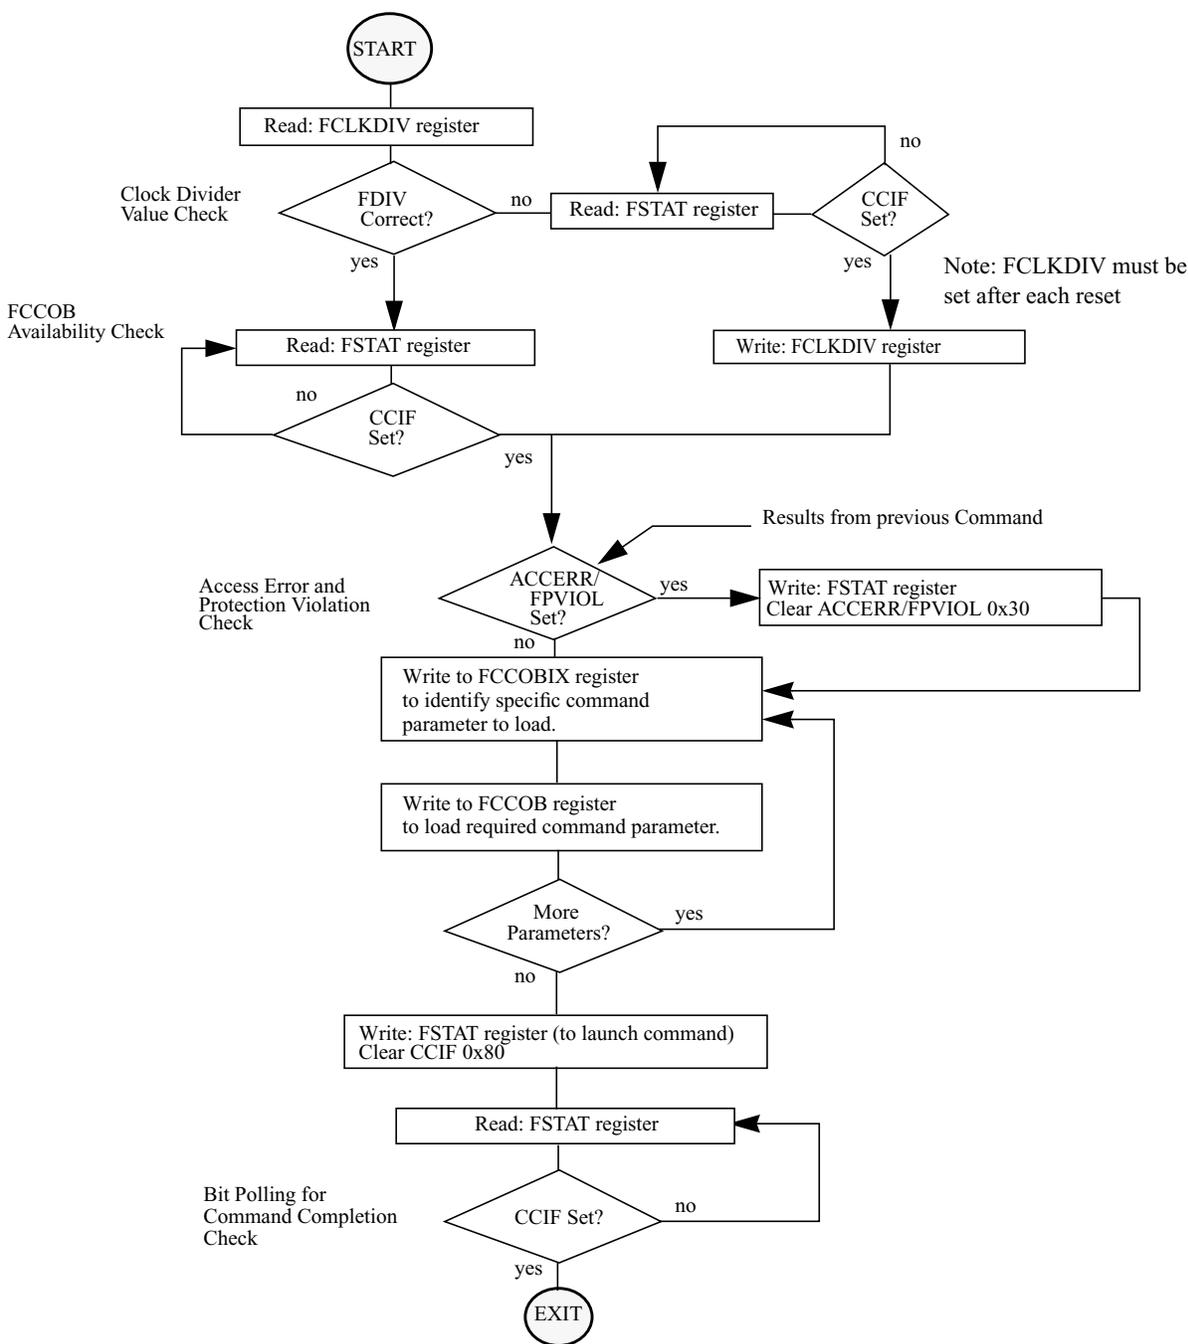 START
Read: FCLKDIV register
Clock Divider
Value Check
FDIV
Correct?
no
Read: FSTAT register
CCIF
Set?
no
yes
yes
Note: FCLKDIV must be
set after each reset
FCCOB
Availability Check
Read: FSTAT register
Write: FCLKDIV register
no
CCIF
Set?
yes
Results from previous Command
Access Error and
Protection Violation
Check
ACCERR/
FPVIOL
Set?
yes
Write: FSTAT register
Clear ACCERR/FPVIOL 0x30
no
Write to FCCOBIX register
to identify specific command
parameter to load.
Write to FCCOB register
to load required command parameter.
More
Parameters?
yes
no
Write: FSTAT register (to launch command)
Clear CCIF 0x80
Read: FSTAT register
Bit Polling for
Command Completion
Check
CCIF Set?
no
yes
EXIT